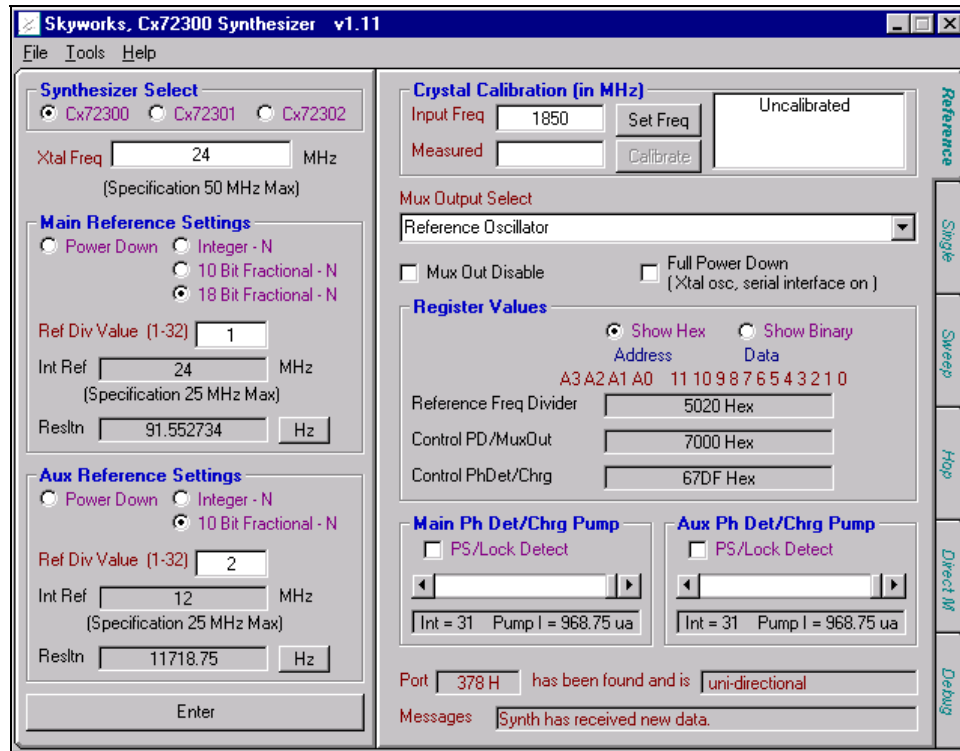 Skyworks, Cx72300 Synthesizer v1.11
File Tools Help
Synthesizer Select
Cx72300 Cx72301 Cx72302
Xtal Freq 24 MHz
(Specification 50 MHz Max)
Main Reference Settings
Power Down Integer - N
10 Bit Fractional - N
18 Bit Fractional - N
Ref Div Value (1-32) 1
Int Ref 24 MHz
(Specification 25 MHz Max)
Resltn 91.552734 Hz
Aux Reference Settings
Power Down Integer - N
10 Bit Fractional - N
Ref Div Value (1-32) 2
Int Ref 12 MHz
(Specification 25 MHz Max)
Resltn 11718.75 Hz
Enter
Crystal Calibration (in MHz)
Input Freq 1850 Set Freq Uncalibrated
Measured Calibrate
Mux Output Select
Reference Oscillator
Mux Out Disable
Full Power Down
( Xtal osc, serial interface on )
Register Values
Show Hex Show Binary
Address Data
A3 A2 A1 A0 11 10 9 8 7 6 5 4 3 2 1 0
Reference Freq Divider 5020 Hex
Control PD/MuxOut 7000 Hex
Control PhDet/Chrg 67DF Hex
Main Ph Det/Chrg Pump
PS/Lock Detect
Int = 31 Pump I = 968.75 ua
Aux Ph Det/Chrg Pump
PS/Lock Detect
Int = 31 Pump I = 968.75 ua
Port 378 H has been found and is uni-directional
Messages Synth has received new data.
Reference
Single
Sweep
Hop
Direct M
Debug